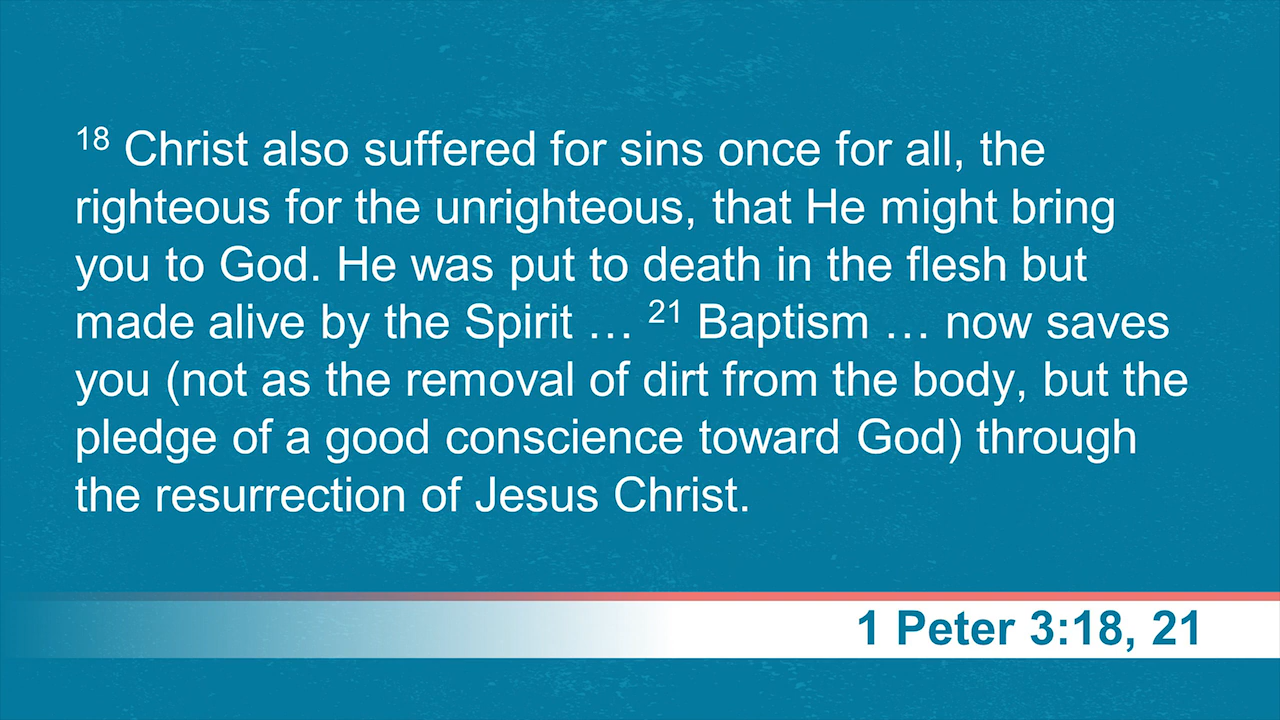 18 Christ also suffered for sins once for all, the
righteous for the unrighteous, that He might bring
you to God. He was put to death in the flesh but
made alive by the Spirit … 21 Baptism … now saves
you (not as the removal of dirt from the body, but the
pledge of a good conscience toward God) through
the resurrection of Jesus Christ.
1 Peter 3:18, 21